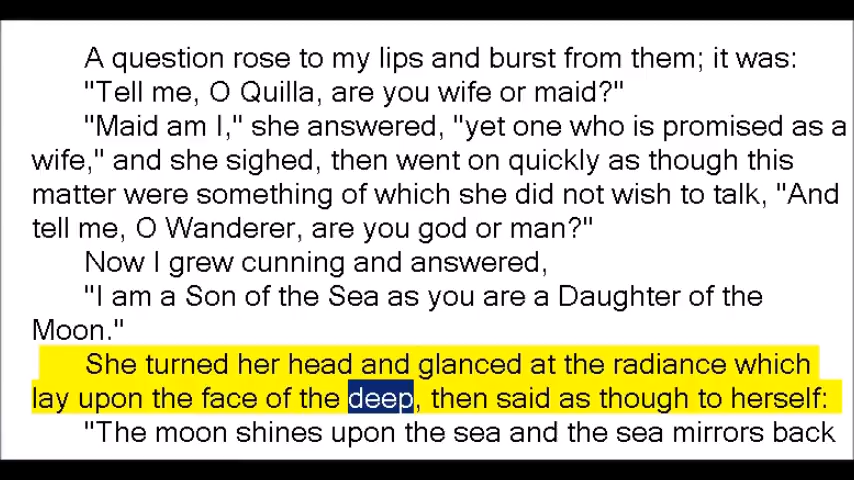 A question rose to my lips and burst from them; it was:
"Tell me, O Quilla, are you wife or maid?"
"Maid am I," she answered, "yet one who is promised as a
wife," and she sighed, then went on quickly as though this
matter were something of which she did not wish to talk, "And
tell me, O Wanderer, are you god or man?"
Now I grew cunning and answered,
"I am a Son of the Sea as you are a Daughter of the
Moon."
She turned her head and glanced at the radiance which
lay upon the face of the deep, then said as though to herself:
"The moon shines upon the sea and the sea mirrors back